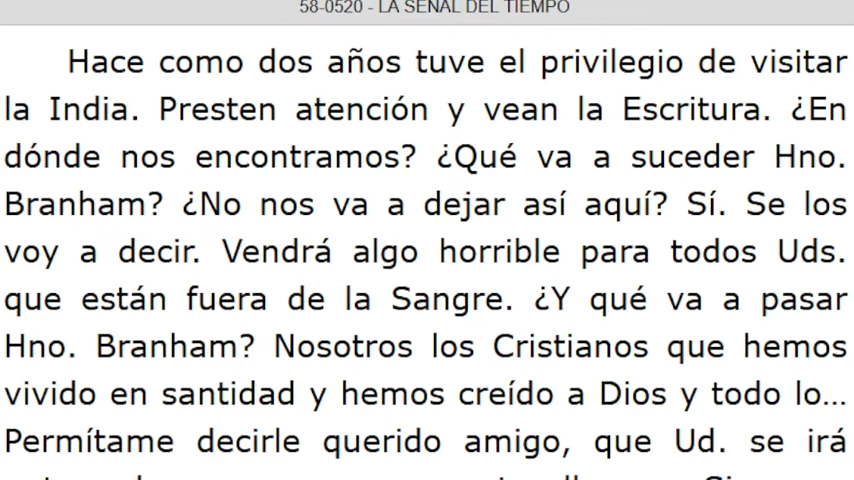 58-0520 - LA SEÑAL DEL TIEMPO
Hace como dos años tuve el privilegio de visitar
la India. Presten atención y vean la Escritura. ¿En
dónde nos encontramos? ¿Qué va a suceder Hno.
Branham? ¿No nos va a dejar así aquí? Sí. Se los
voy a decir. Vendrá algo horrible para todos Uds.
que están fuera de la Sangre. ¿Y qué va a pasar
Hno. Branham? Nosotros los Cristianos que hemos
vivido en santidad y hemos creído a Dios y todo lo...
Permítame decirle querido amigo, que Ud. se irá